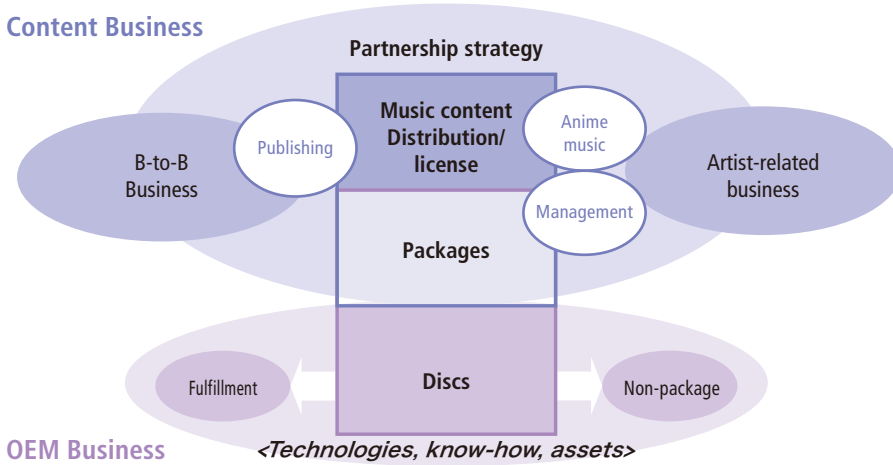 Content Business
Partnership strategy
Music content
Distribution/
license
Publishing
Anime
music
B-to-B
Business
Artist-related
business
Management
Packages
Discs
Fulfillment
Non-package
OEM Business
<Technologies, know-how, assets>